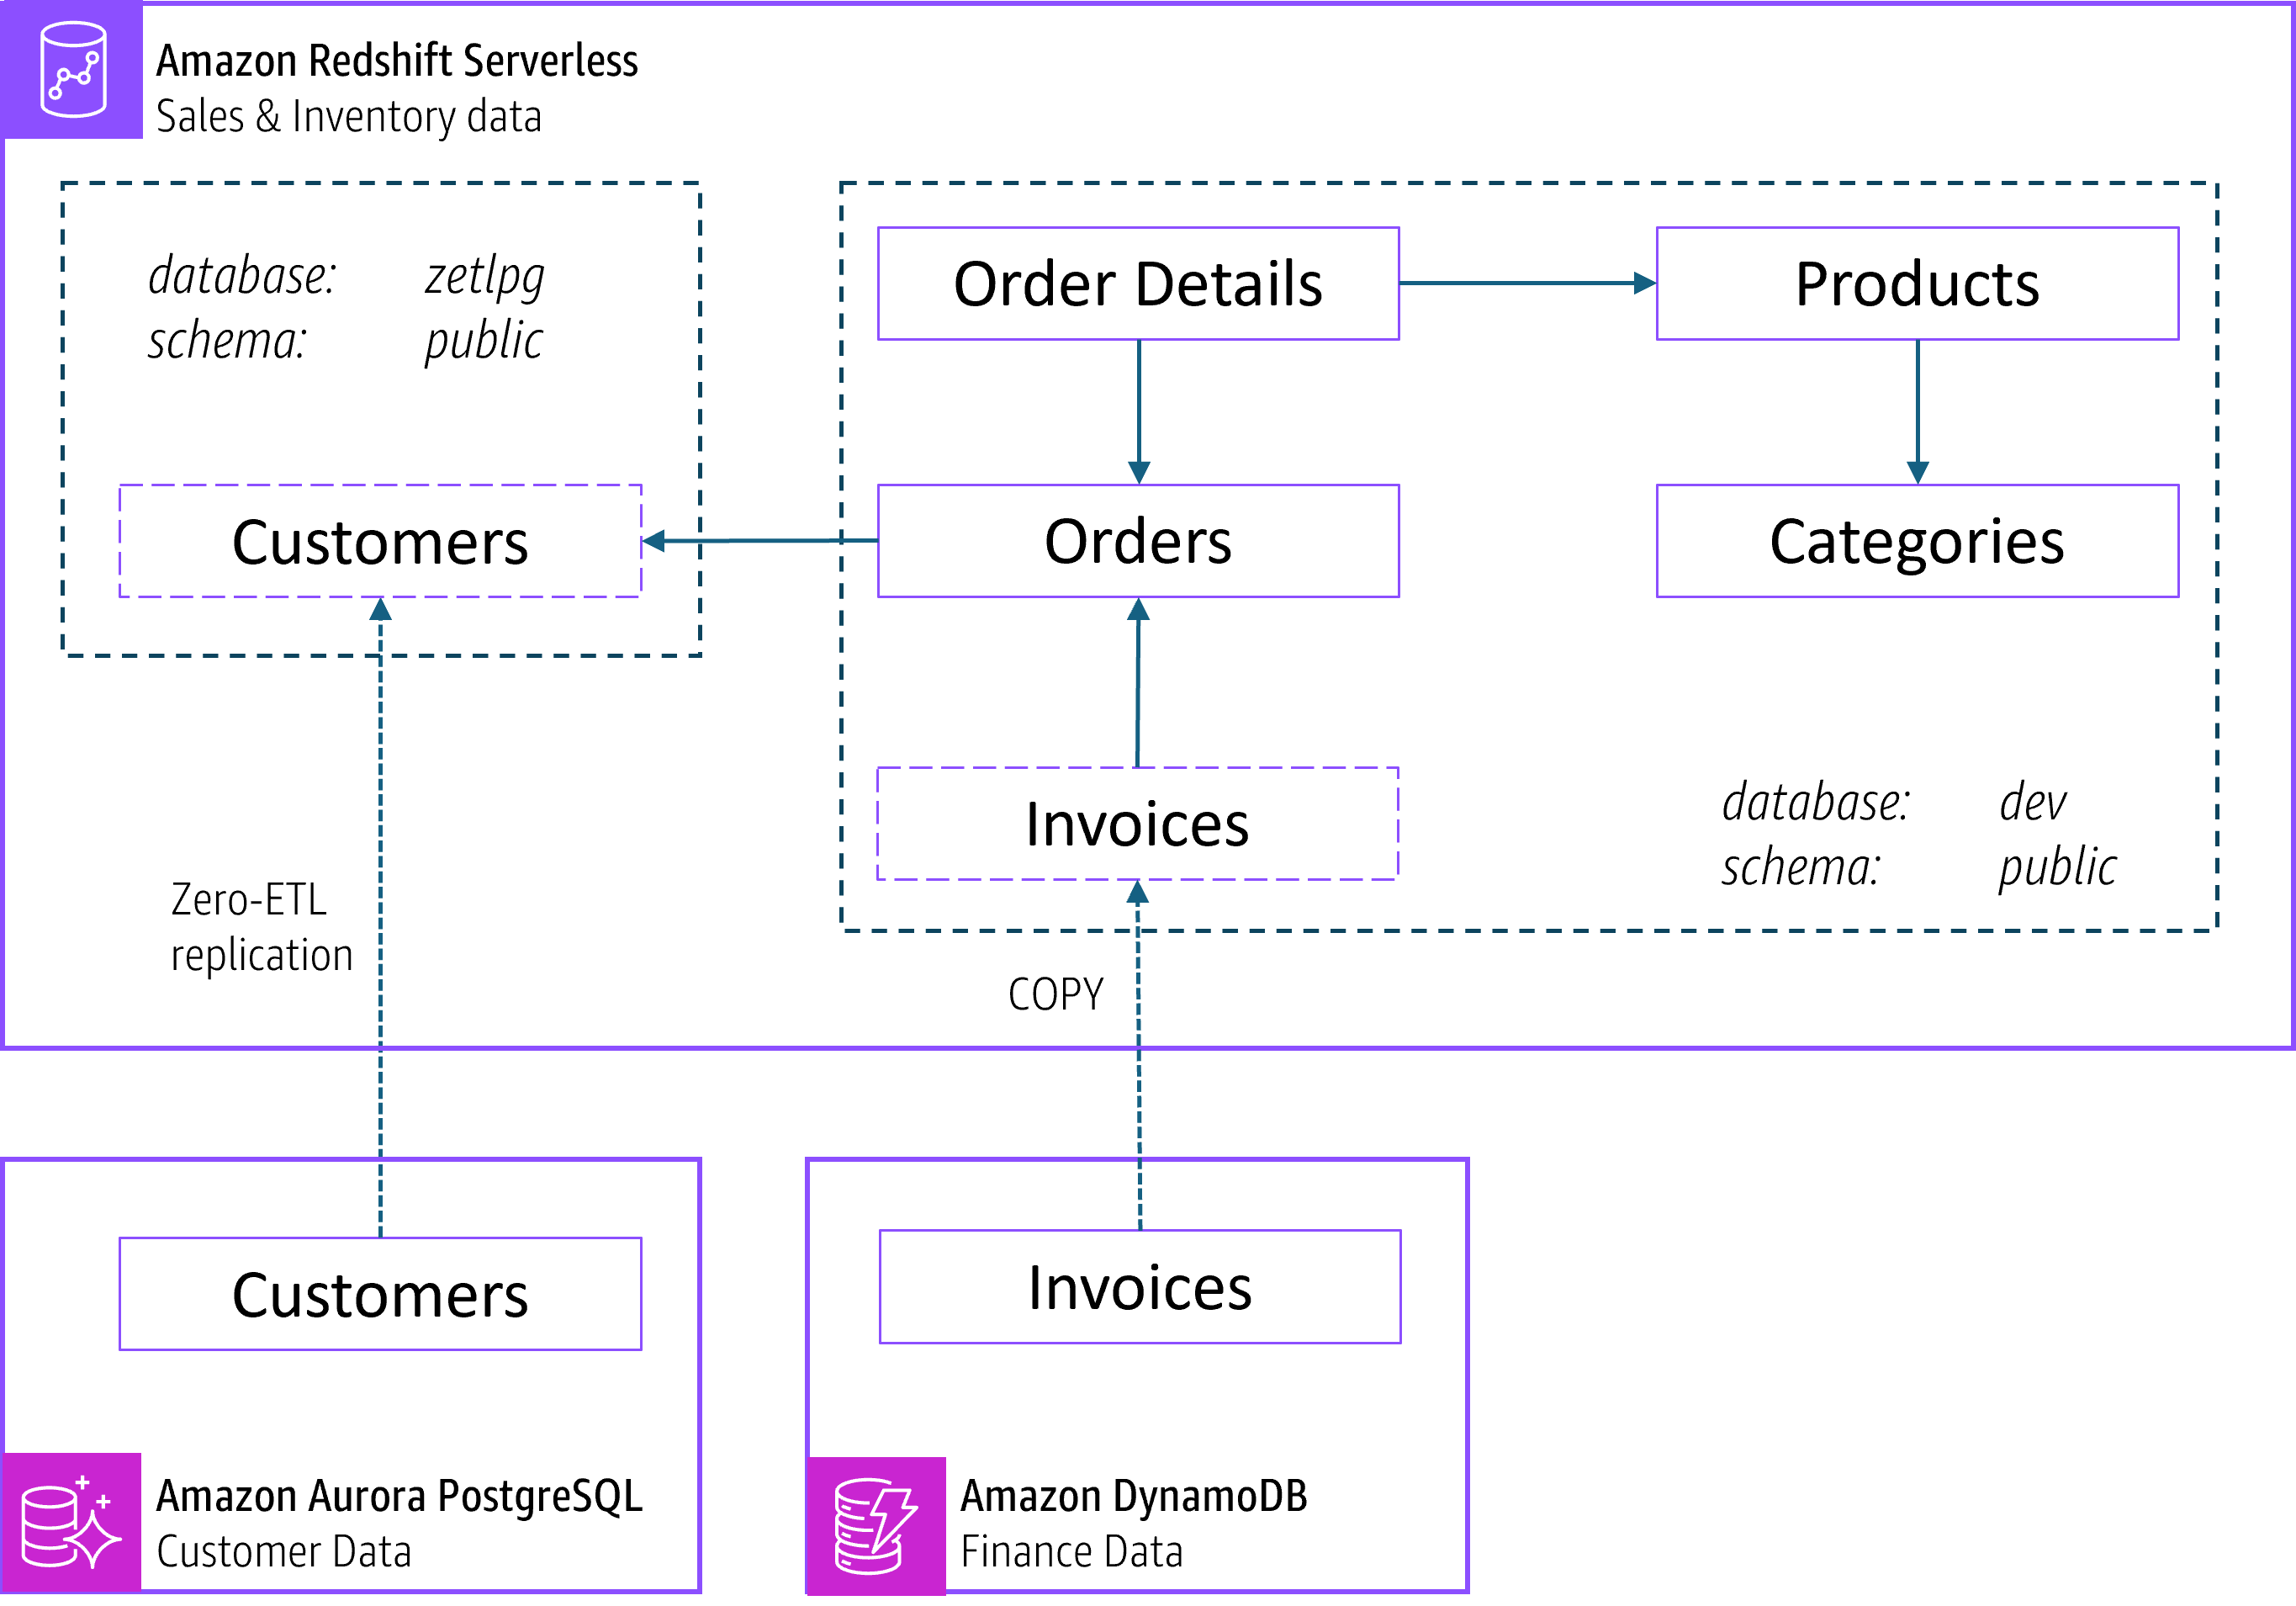 Amazon Redshift Serverless
Sales & Inventory data
database: zetlpg
schema: public
Order Details
Products
Customers
Orders
Categories
Invoices
database: dev
schema: public
Zero-ETL
replication
COPY
Customers
Invoices
Amazon Aurora PostgreSQL
Customer Data
Amazon DynamoDB
Finance Data